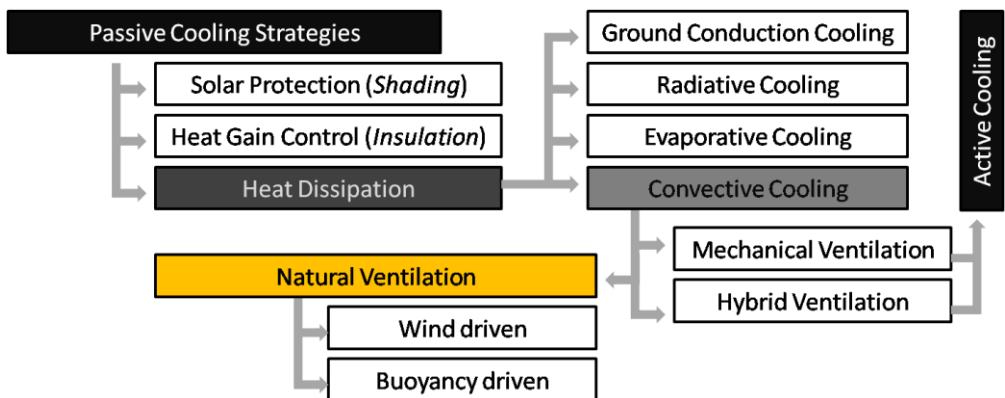 Passive Cooling Strategies
Solar Protection (Shading)
Heat Gain Control (Insulation)
Heat Dissipation
Ground Conduction Cooling
Radiative Cooling
Evaporative Cooling
Convective Cooling
Mechanical Ventilation
Hybrid Ventilation
Active Cooling
Natural Ventilation
Wind driven
Buoyancy driven